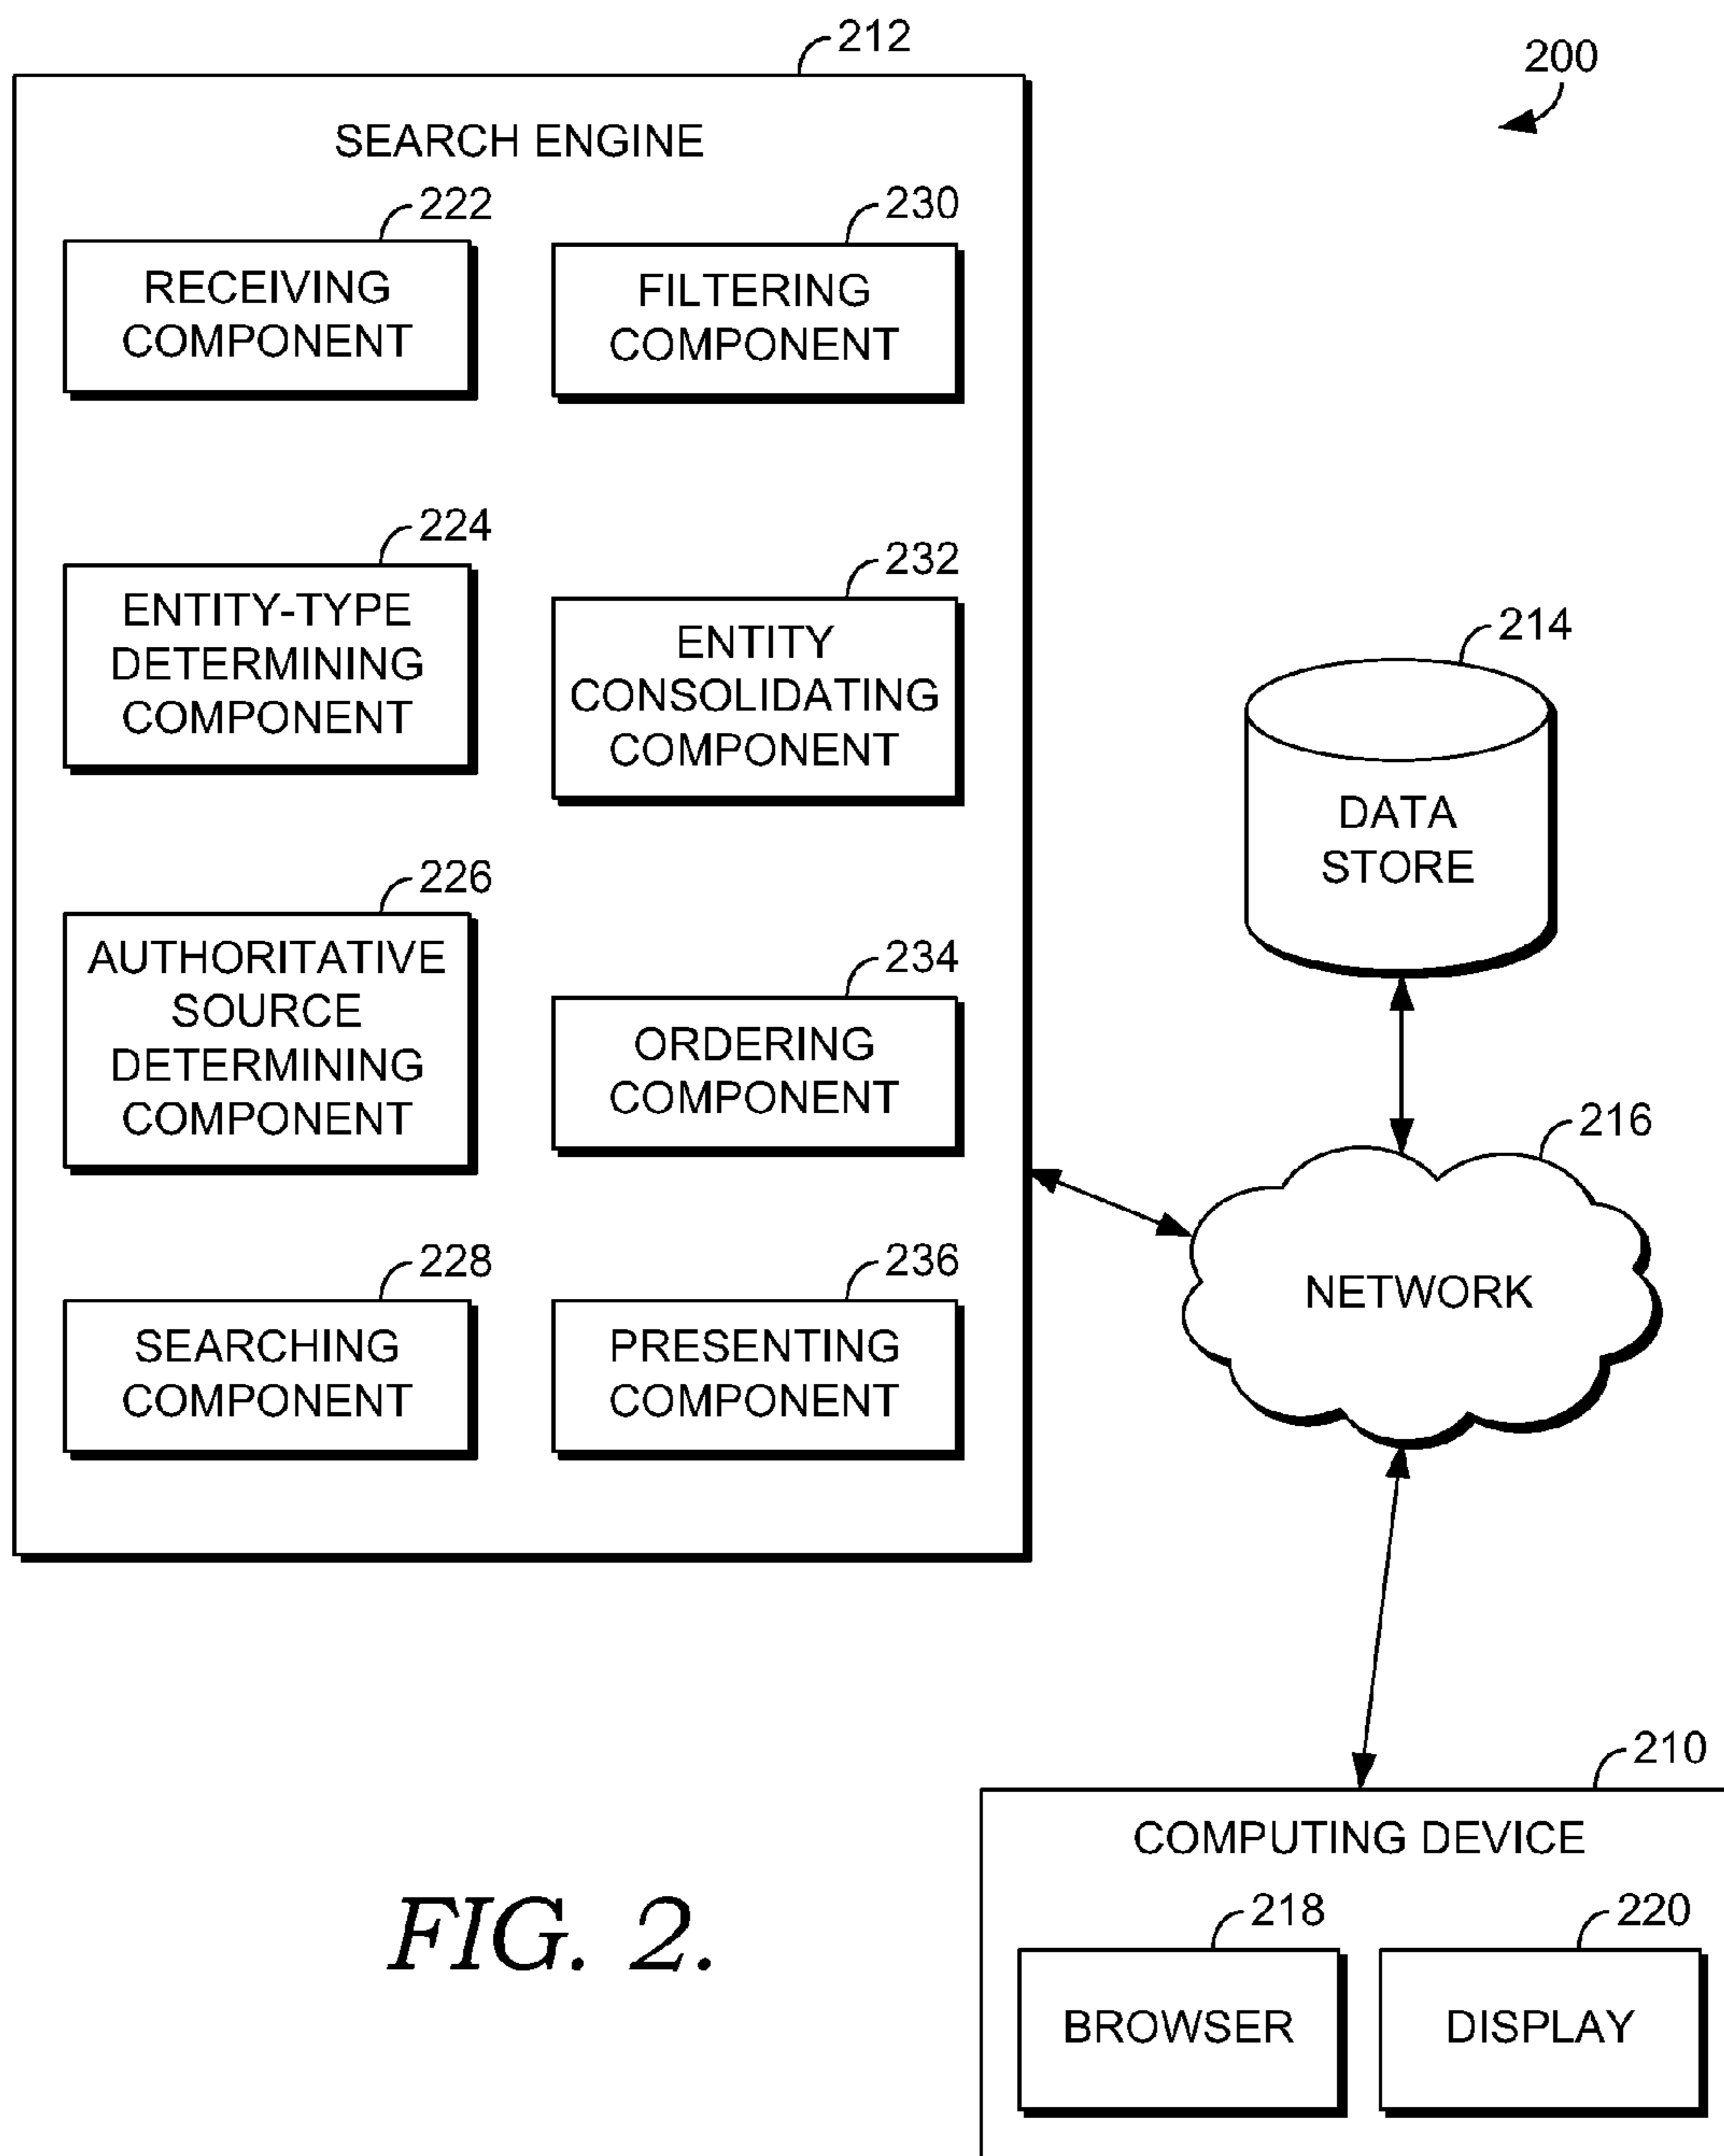 212
200
SEARCH ENGINE
222
RECEIVING
COMPONENT
230
FILTERING
COMPONENT
224
ENTITY-TYPE
DETERMINING
COMPONENT
232
ENTITY
CONSOLIDATING
COMPONENT
226
AUTHORITATIVE
SOURCE
DETERMINING
COMPONENT
234
ORDERING
COMPONENT
228
SEARCHING
COMPONENT
236
PRESENTING
COMPONENT
214
DATA
STORE
216
NETWORK
210
COMPUTING DEVICE
218
BROWSER
220
DISPLAY
FIG. 2.